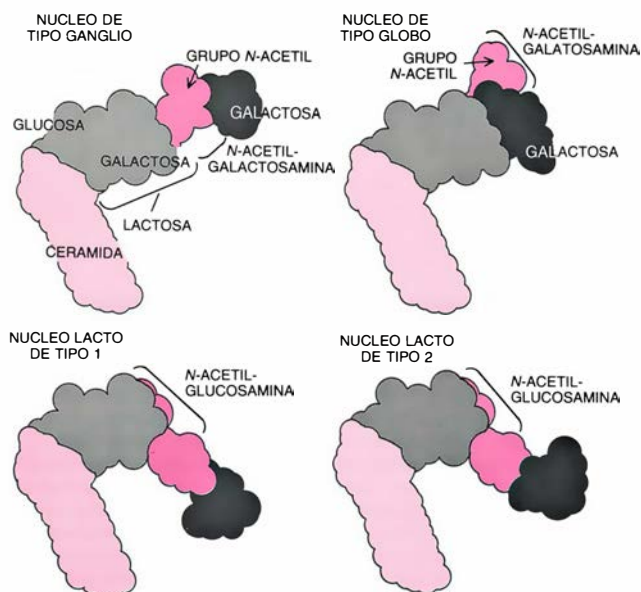 NUCLEO DE
TIPO GANGLIO
GRUPO N-ACETIL
GALACTOSA
GLUCOSA
GALACTOSA
N-ACETIL-
GALACTOSAMINA
LACTOSA
CERAMIDA
NUCLEO DE
TIPO GLOBO
N-ACETIL-
GALATOSAMINA
GRUPO
N-ACETIL
GALACTOSA
NUCLEO LACTO
DE TIPO 1
N-ACETIL-
GLUCOSAMINA
NUCLEO LACTO
DE TIPO 2
N-ACETIL-
GLUCOSAMINA